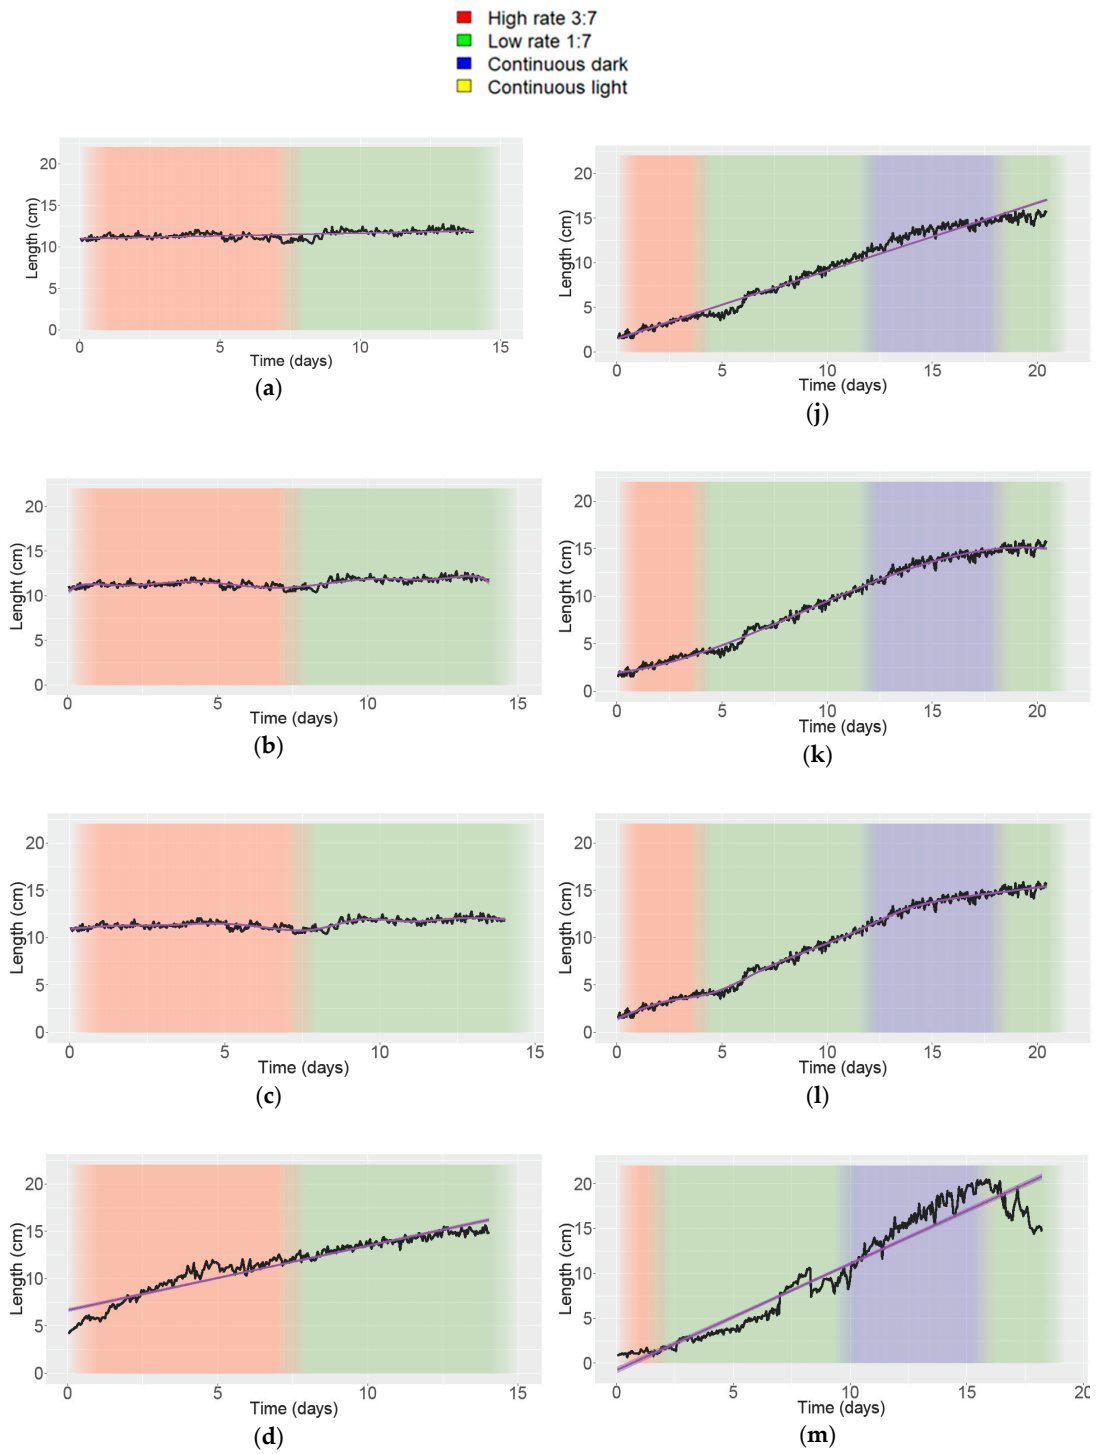 High rate 3:7
Low rate 1:7
Continuous dark
Continuous light
Length (cm)
20
15
10
5
0
0 5 10 15
Time (days)
(a)
Length (cm)
20
15
10
5
0
0 5 10 15 20
Time (days)
(j)
Lenght (cm)
20
15
10
5
0
0 5 10 15
Time (days)
(b)
Lenght (cm)
20
15
10
5
0
0 5 10 15 20
Time (days)
(k)
Length (cm)
20
15
10
5
0
0 5 10 15
Time (days)
(c)
Length (cm)
20
15
10
5
0
0 5 10 15 20
Time (days)
(l)
Length (cm)
20
15
10
5
0
0 5 10 15
Time (days)
(d)
Length (cm)
20
15
10
5
0
0 5 10 15 20
Time (days)
(m)